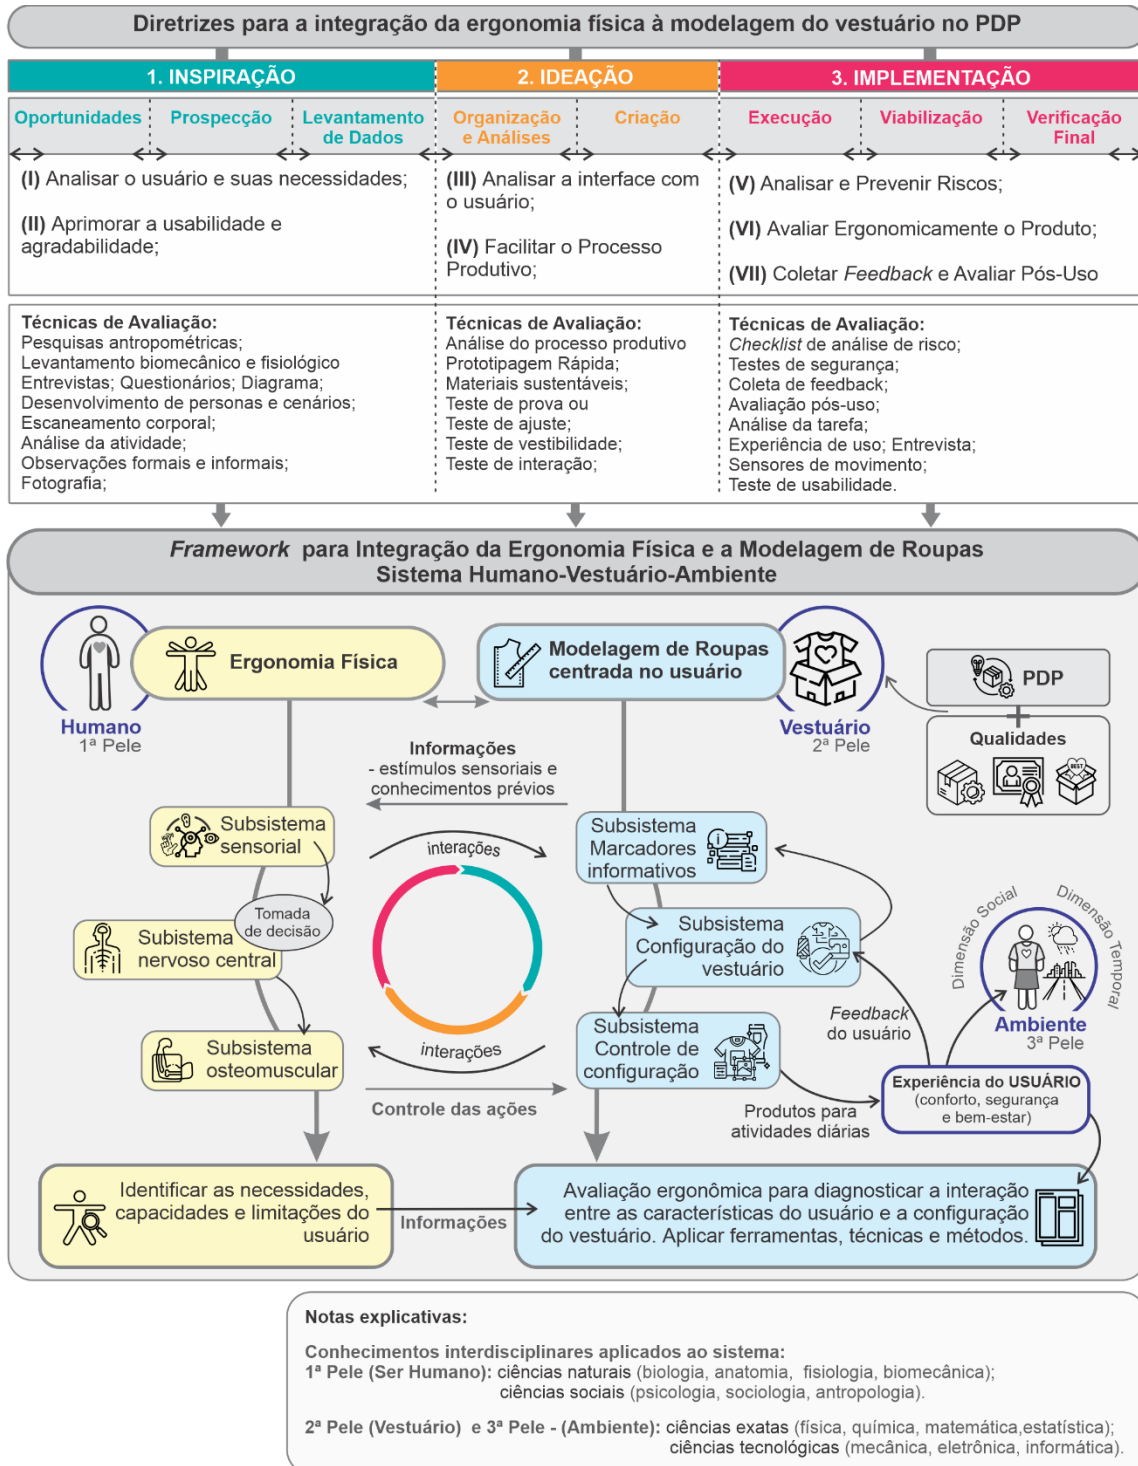 Diretrizes para a integração da ergonomia física à modelagem do vestuário no PDP
1. INSPIRAÇÃO
2. IDEAÇÃO
3. IMPLEMENTAÇÃO
Oportunidades
Prospecção
Levantamento
de Dados
Organização
e Análises
Criação
Execução
Viabilização
Verificação
Final
(I) Analisar o usuário e suas necessidades;
(II) Aprimorar a usabilidade e
agradabilidade;
(III) Analisar a interface com
o usuário;
(IV) Facilitar o Processo
Produtivo;
(V) Analisar e Prevenir Riscos;
(VI) Avaliar Ergonomicamente o Produto;
(VII) Coletar Feedback e Avaliar Pós-Uso
Técnicas de Avaliação:
Pesquisas antropométricas;
Levantamento biomecânico e fisiológico
Entrevistas; Questionários; Diagrama;
Desenvolvimento de personas e cenários;
Escaneamento corporal;
Análise da atividade;
Observações formais e informais;
Fotografia;
Técnicas de Avaliação:
Análise do processo produtivo
Prototipagem Rápida;
Materiais sustentáveis;
Teste de prova ou
Teste de ajuste;
Teste de vestibilidade;
Teste de interação;
Técnicas de Avaliação:
Checklist de análise de risco;
Testes de segurança;
Coleta de feedback;
Avaliação pós-uso;
Análise da tarefa;
Experiência de uso; Entrevista;
Sensores de movimento;
Teste de usabilidade.
Framework para Integração da Ergonomia Física e a Modelagem de Roupas
Sistema Humano-Vestuário-Ambiente
Humano
1ª Pele
Ergonomia Física
Modelagem de Roupas
centrada no usuário
Vestuário
2ª Pele
PDP
Qualidades
BEST
Informações
- estímulos sensoriais e
conhecimentos prévios
Subsistema
sensorial
Tomada
de decisão
Subistema
nervoso central
Subsistema
osteomuscular
interações
interações
Controle das ações
Subsistema
Marcadores
informativos
Subsistema
Configuração do
vestuário
Subsistema
Controle de
configuração
Feedback
do usuário
Produtos para
atividades diárias
Dimensão Social
Dimensão Temporal
Ambiente
3ª Pele
Experiência do USUÁRIO
(conforto, segurança
e bem-estar)
Identificar as necessidades,
capacidades e limitações do
usuário
Informações
Avaliação ergonômica para diagnosticar a interação
entre as características do usuário e a configuração
do vestuário. Aplicar ferramentas, técnicas e métodos.
Notas explicativas:
Conhecimentos interdisciplinares aplicados ao sistema:
1ª Pele (Ser Humano): ciências naturais (biologia, anatomia, fisiologia, biomecânica);
ciências sociais (psicologia, sociologia, antropologia).
2ª Pele (Vestuário) e 3ª Pele - (Ambiente): ciências exatas (física, química, matemática,estatística);
ciências tecnológicas (mecânica, eletrônica, informática).